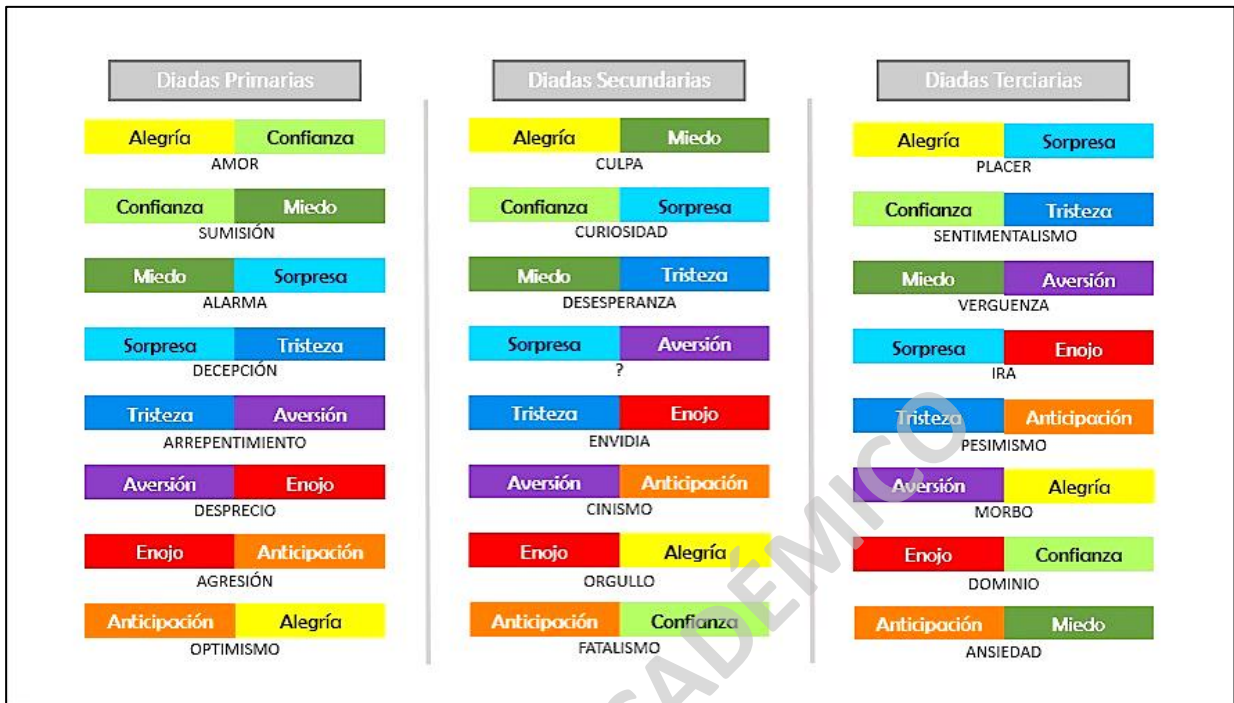 Diadas Primarias
Alegría Confianza
AMOR
Confianza Miedo
SUMISIÓN
Miedo Sorpresa
ALARMA
Sorpresa Tristeza
DECEPCIÓN
Tristeza Aversión
ARREPENTIMIENTO
Aversión Enojo
DESPRECIO
Enojo Anticipación
AGRESIÓN
Anticipación Alegría
OPTIMISMO
Diadas Secundarias
Alegría Miedo
CULPA
Confianza Sorpresa
CURIOSIDAD
Miedo Tristeza
DESESPERANZA
Sorpresa Aversión
?
Tristeza Enojo
ENVIDIA
Aversión Anticipación
CINISMO
Enojo Alegría
ORGULLO
Anticipación Confianza
FATALISMO
Diadas Terciarias
Alegría Sorpresa
PLACER
Confianza Tristeza
SENTIMENTALISMO
Miedo Aversión
VERGUENZA
Sorpresa Enojo
IRA
Tristeza Anticipación
PESIMISMO
Aversión Alegría
MORBO
Enojo Confianza
DOMINIO
Anticipación Miedo
ANSIEDAD